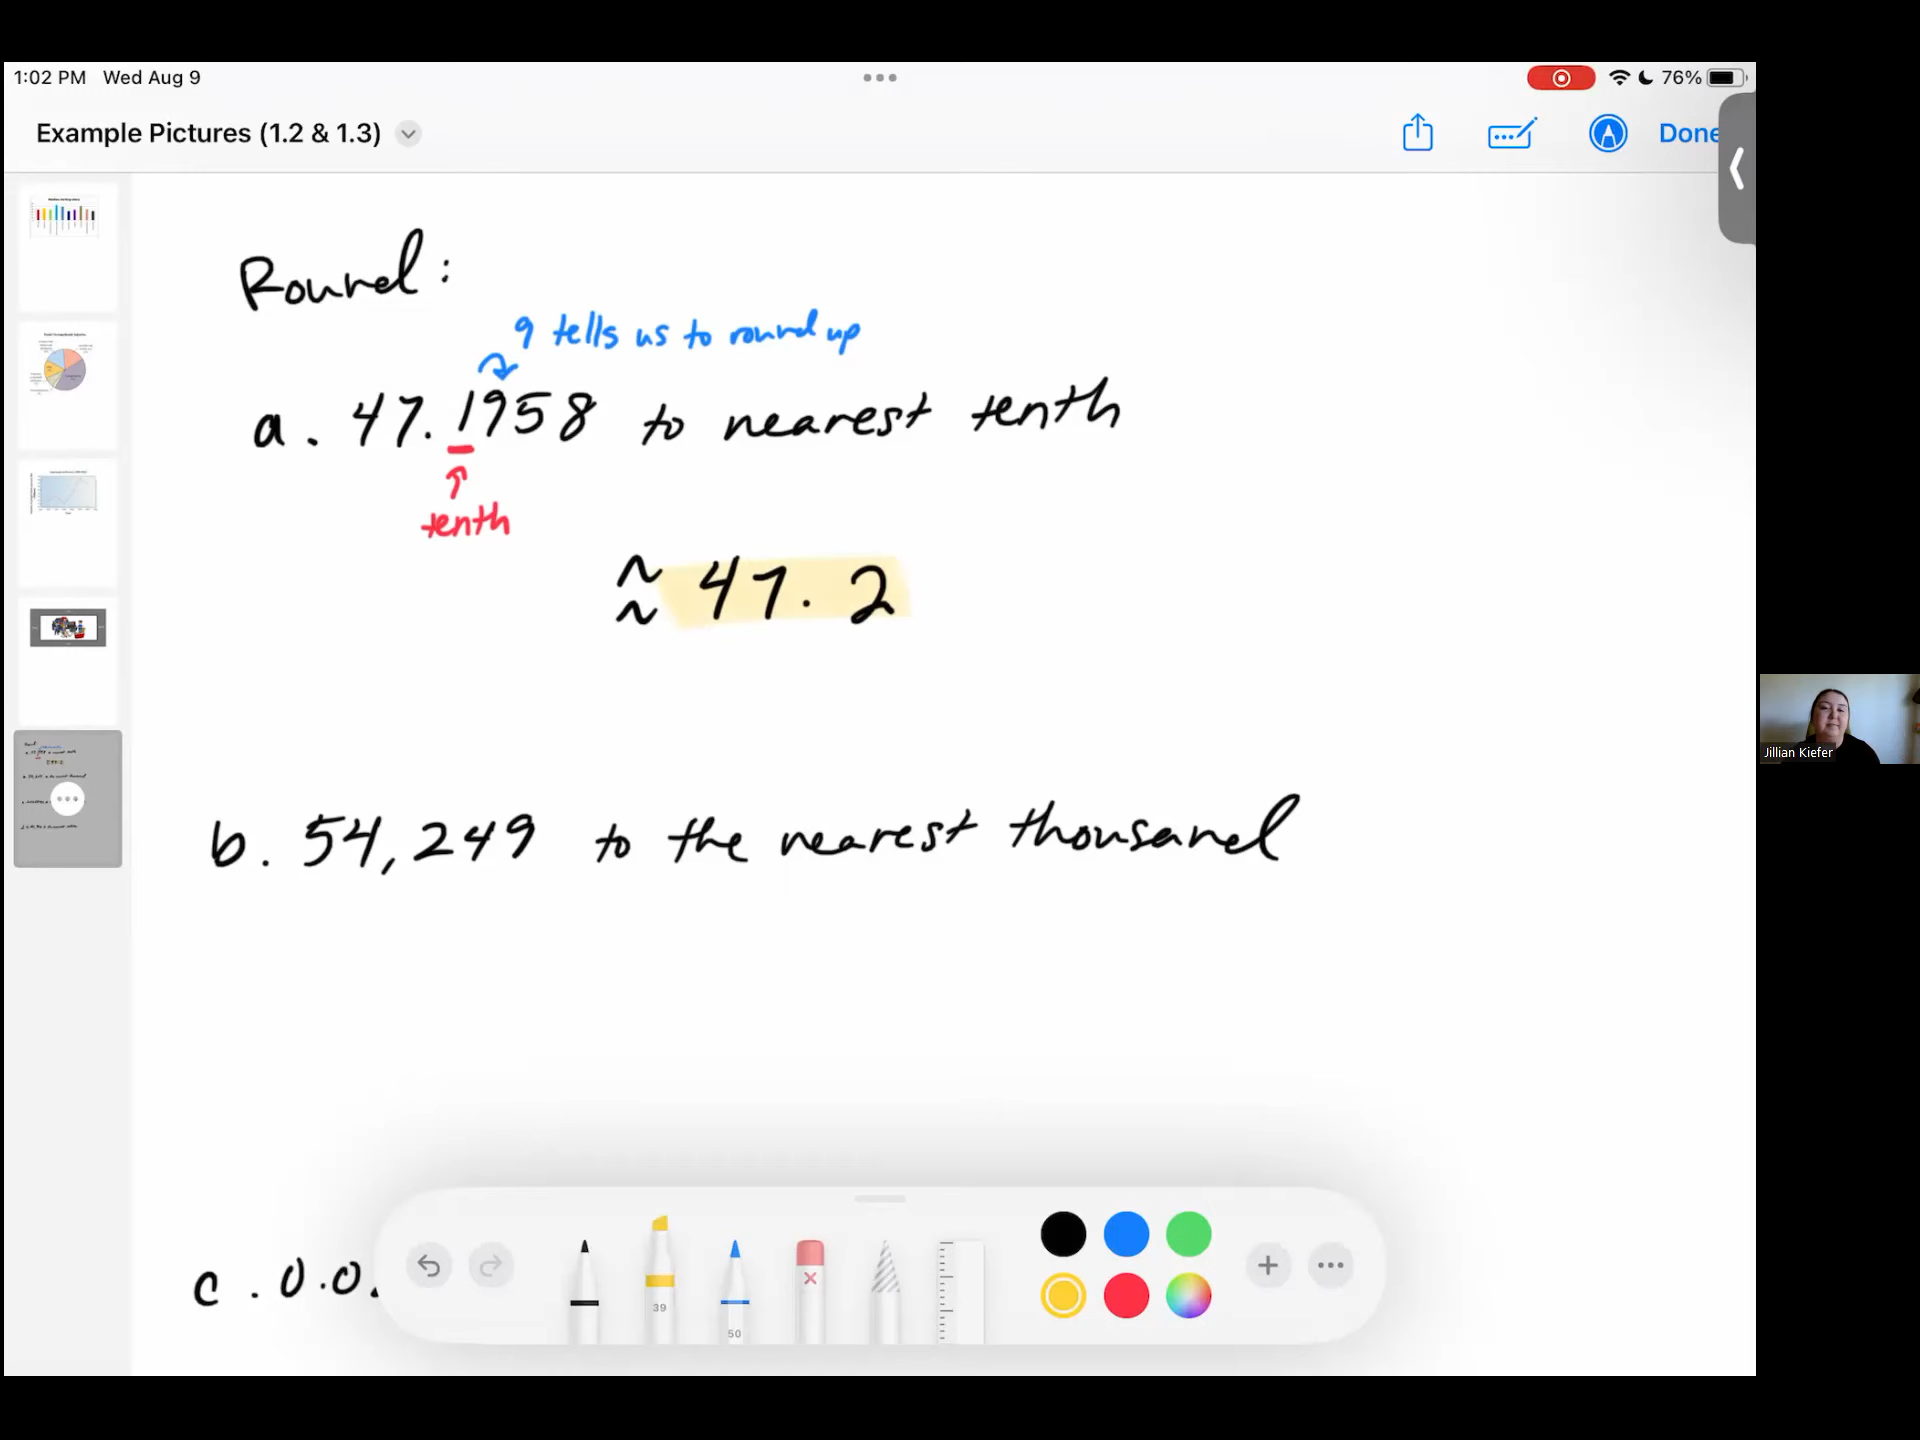 1:02 PM Wed Aug 9
76%
Example Pictures (1.2 & 1.3)
Done
Round:
9 tells us to round up
a. 47.1958 to nearest tenth
tenth
≈ 47.2
b. 54,249 to the nearest thousand
c. 0.0
39
50
Jillian Kiefer